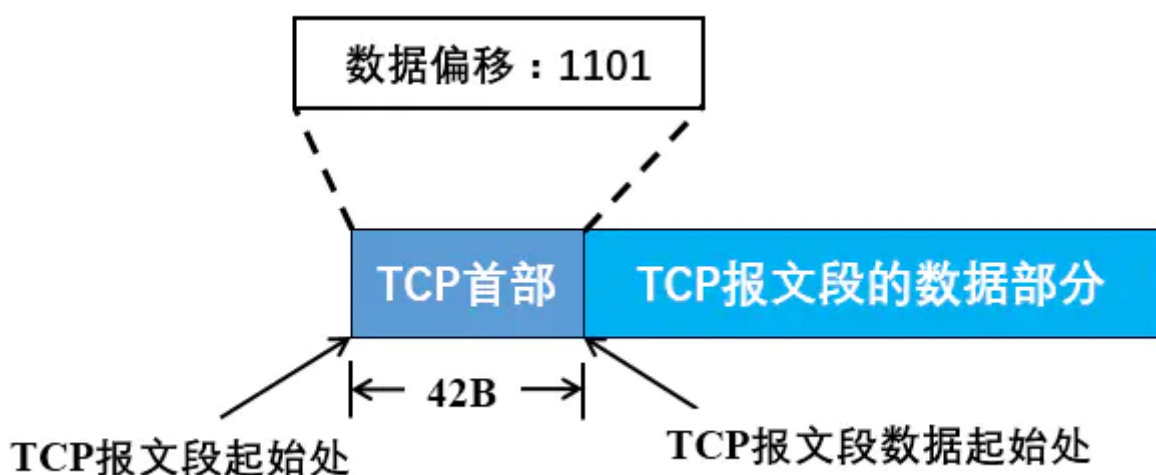 数据偏移：1101
TCP首部
TCP报文段的数据部分
42B
TCP报文段起始处
TCP报文段数据起始处